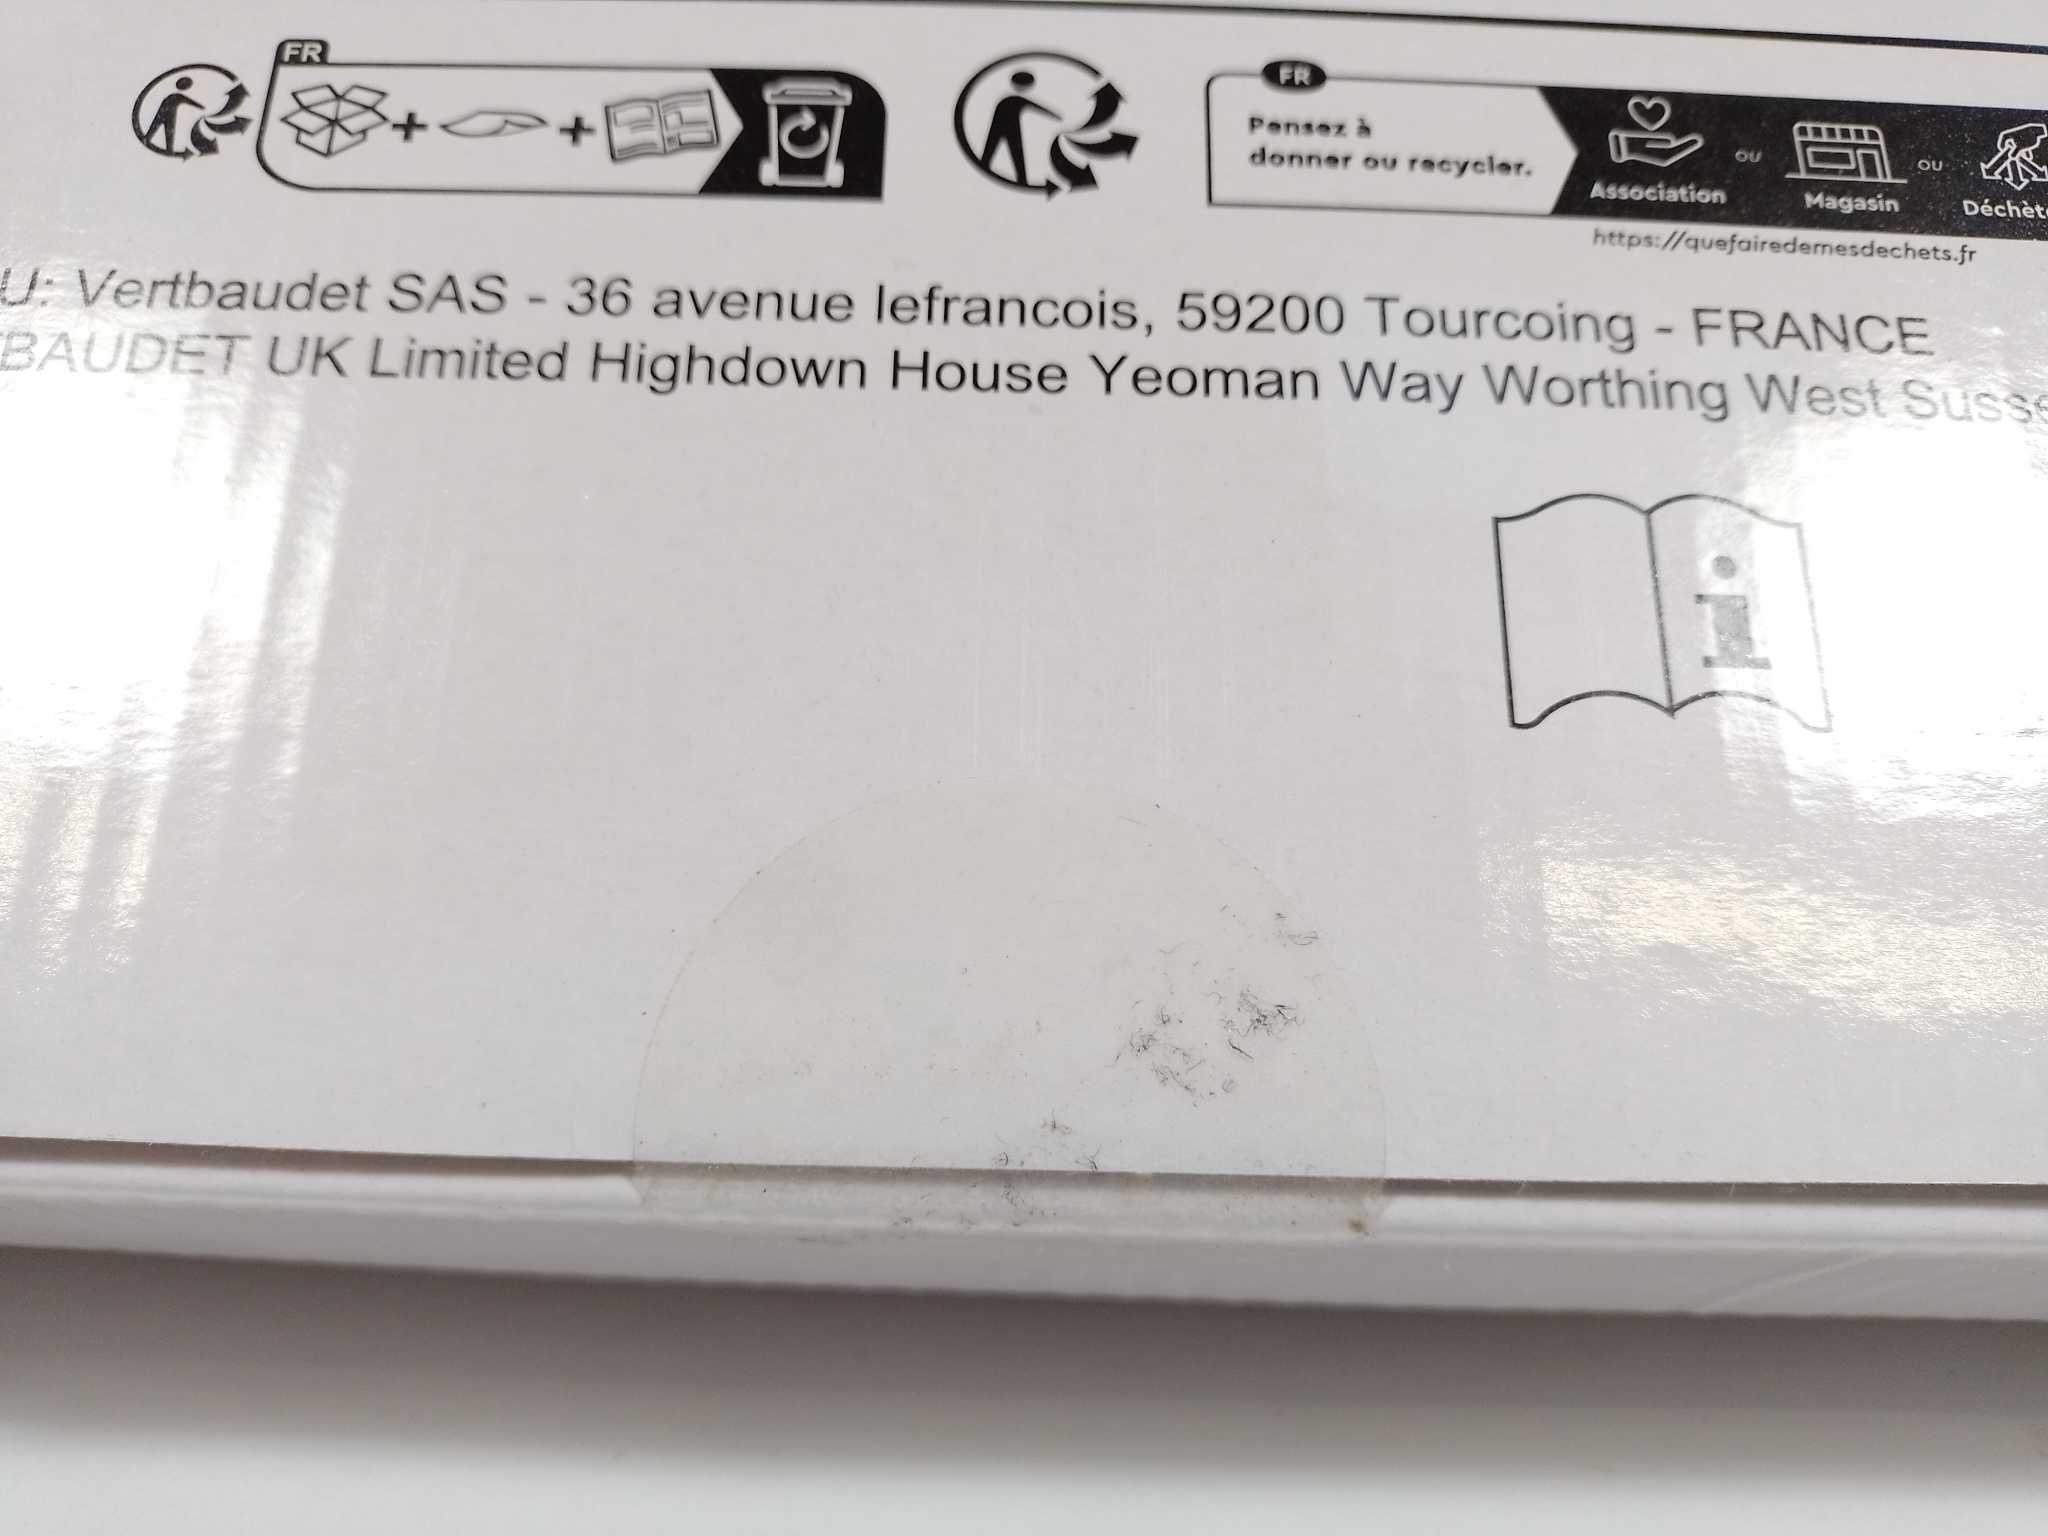 FR
FR
Pensez à
donner ou recycler.
Association
ou
Magasin
ou
https://quefairedemesdechets.fr
U: Vertbaudet SAS - 36 avenue lefrancois, 59200 Tourcoing - FRANCE
BAUDET UK Limited Highdown House Yeoman Way Worthing West
i